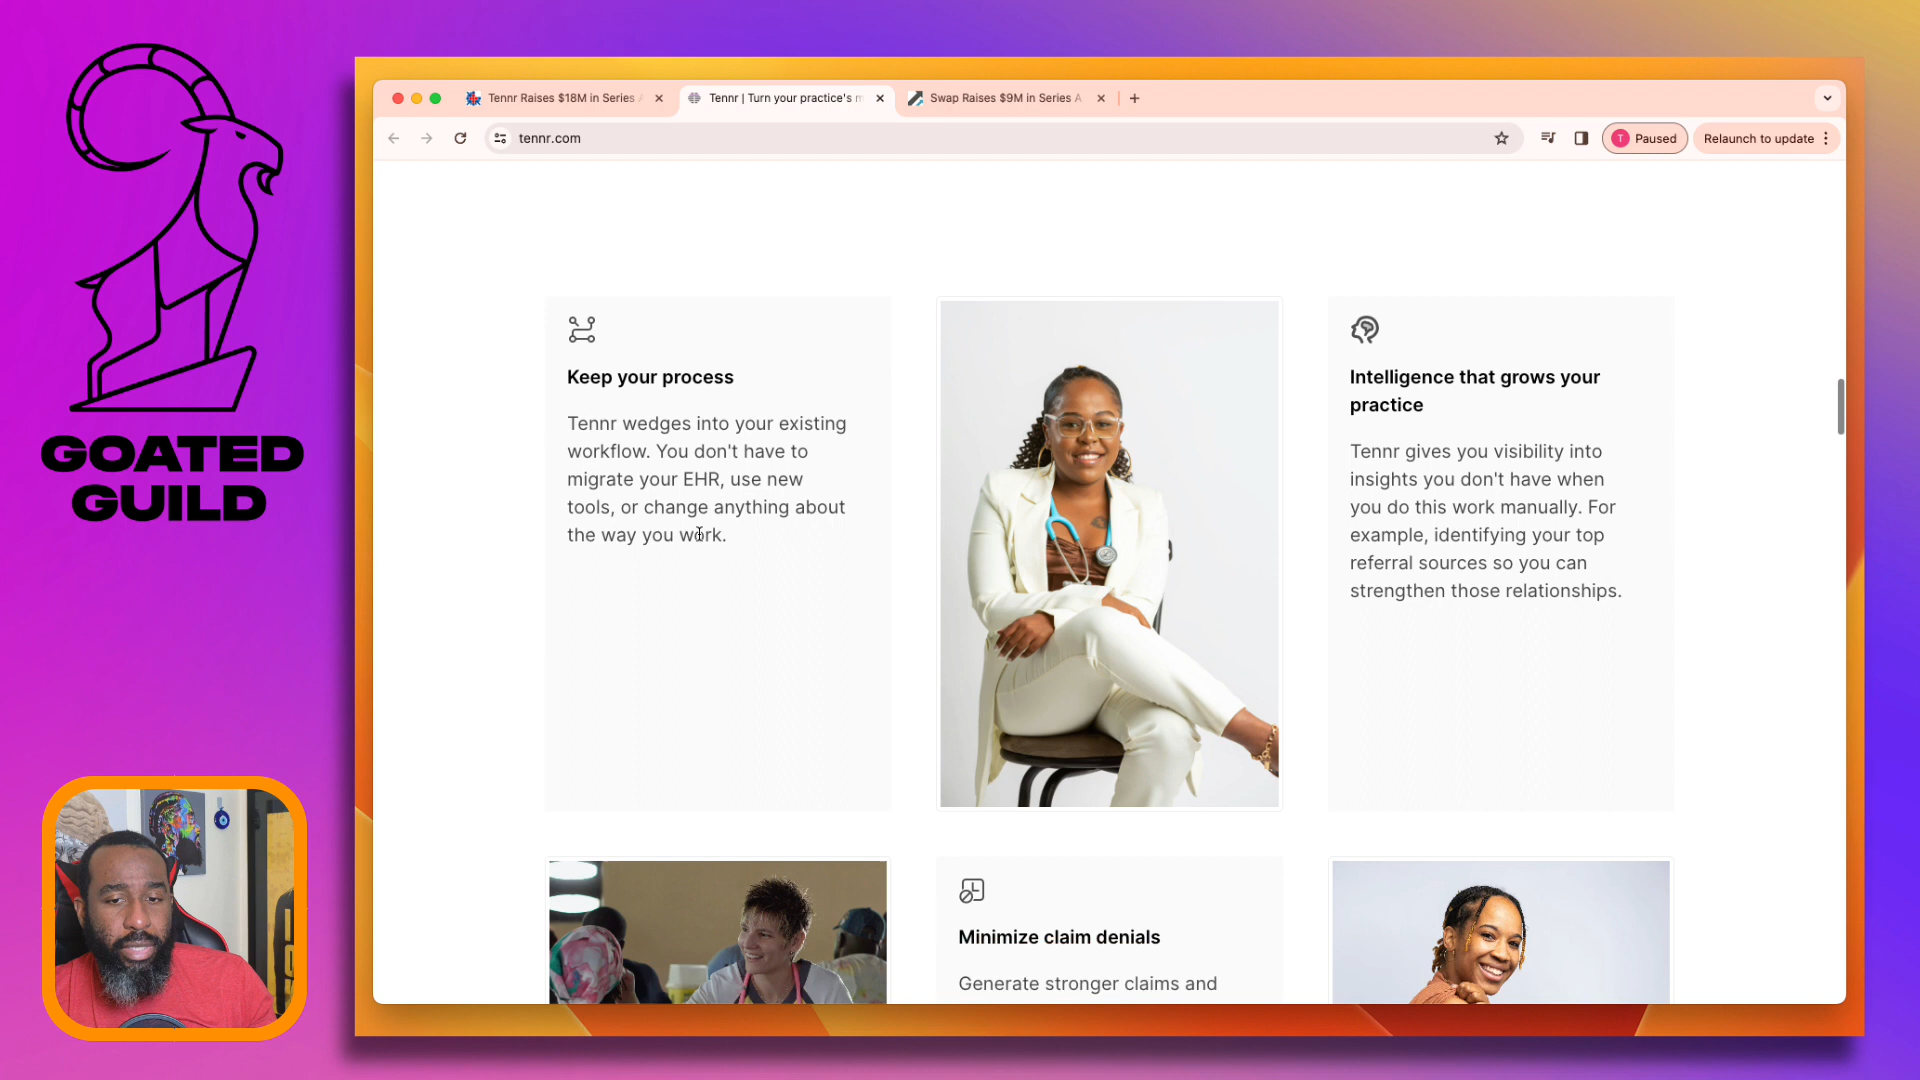 GOATED
GUILD
Tennr Raises $18M in Series
Tennr | Turn your practice's m
Swap Raises $9M in Series A
tennr.com
T
Paused
Relaunch to update
Keep your process
Tennr wedges into your existing
workflow. You don't have to
migrate your EHR, use new
tools, or change anything about
the way you work.
Intelligence that grows your
practice
Tennr gives you visibility into
insights you don't have when
you do this work manually. For
example, identifying your top
referral sources so you can
strengthen those relationships.
Minimize claim denials
Generate stronger claims and